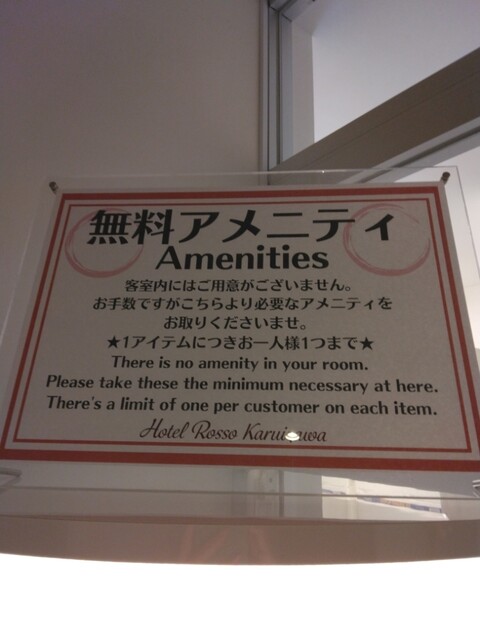 無料アメニティ
Amenities
客室内にはご用意がございません。
お手数ですがこちらより必要なアメニティを
お取りくださいませ。
★1アイテムにつきお一人様1つまで★
There is no amenity in your room.
Please take these the minimum necessary at here.
There's a limit of one per customer on each item.
Hotel Rosso Karuizawa